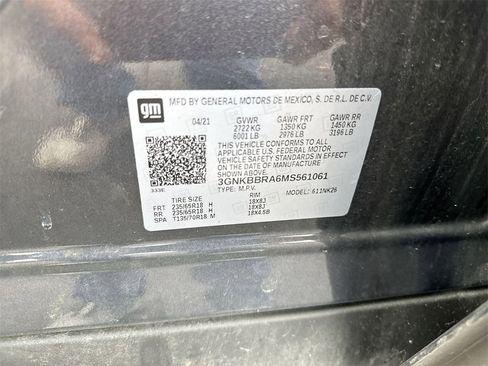 gm
MFD BY GENERAL MOTORS DE MEXICO, S. DE R.L. DE C.V.
04/21 GVWR GAWR FRT GAWR RR
2722 KG 1350 KG 1450 KG
6001 LB 2976 LB 3196 LB
THIS VEHICLE CONFORMS TO ALL APPLICABLE
U.S. FEDERAL MOTOR
VEHICLE SAFETY STANDARDS
IN EFFECT ON THE DATE OF MANUFACTURE
SHOWN ABOVE.
3GNKBBRA6MS561061
333E TYPE: M.P.V. MODEL: 611NK26
TIRE SIZE RIM
FRT 235/65R18 H 18X8J
RR 235/65R18 H 18X8J
SPA T135/70R18 M 18X4.5B